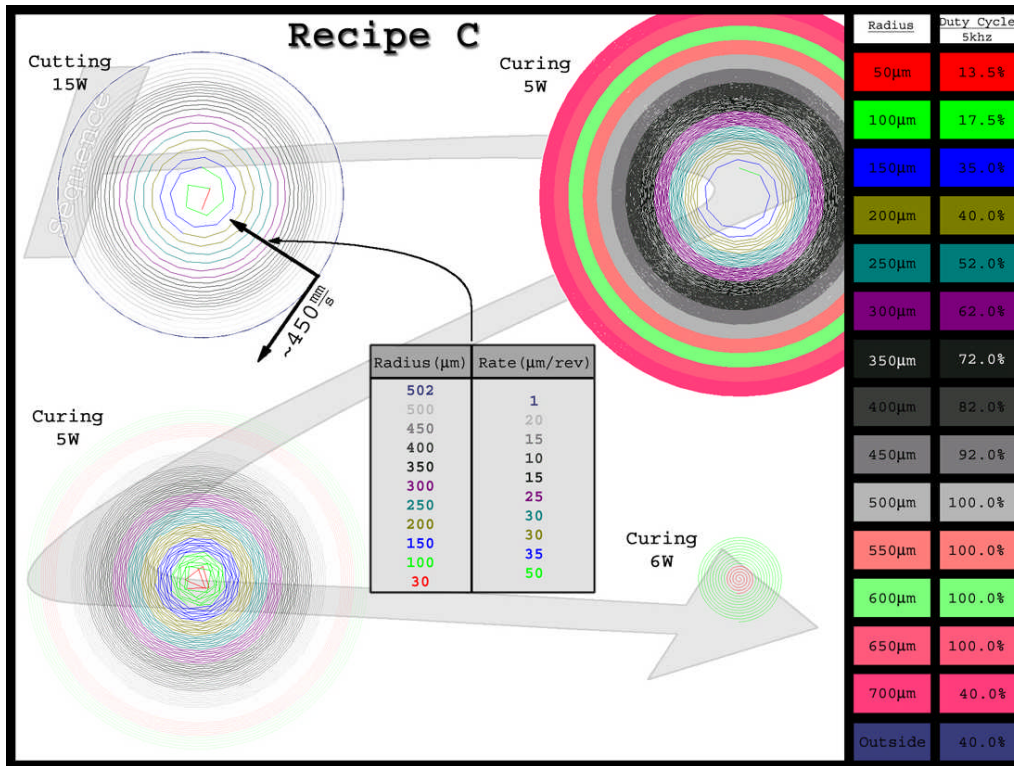 Recipe C
Cutting
15W
Sequence
Curing
5W
~450 mm/s
Radius(µm) Rate(µm/rev)
502
500
450
400
350
300
250
200
150
100
30
1
20
15
10
15
25
30
30
35
50
Curing
5W
Curing
6W
Radius Duty Cycle
5khz
50µm 13.5%
100µm 17.5%
150µm 35.0%
200µm 40.0%
250µm 52.0%
300µm 62.0%
350µm 72.0%
400µm 82.0%
450µm 92.0%
500µm 100.0%
550µm 100.0%
600µm 100.0%
650µm 100.0%
700µm 40.0%
Outside 40.0%